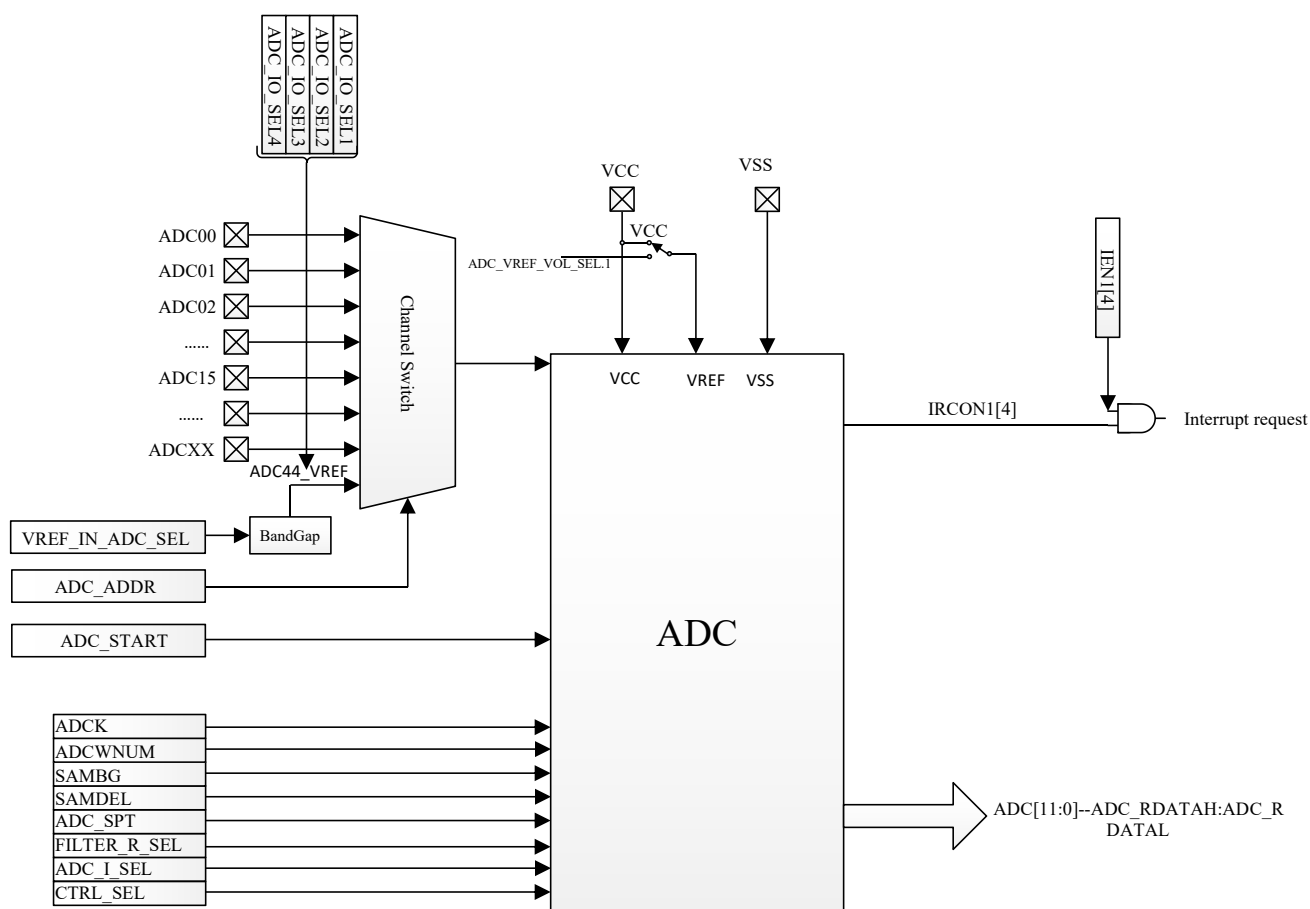 ADC_IO_SEL1
ADC_IO_SEL2
ADC_IO_SEL3
ADC_IO_SEL4
VCC
VSS
ADC00
ADC01
ADC02
......
ADC15
......
ADCXX
ADC44_VREF
Channel Switch
VCC
ADC_VREF_VOL_SEL.1
IEN1[4]
VCC
VREF
VSS
IRCON1[4]
Interrupt request
VREF_IN_ADC_SEL
BandGap
ADC_ADDR
ADC_START
ADC
ADCK
ADCWNUM
SAMBG
SAMDEL
ADC_SPT
FILTER_R_SEL
ADC_I_SEL
CTRL_SEL
ADC[11:0]--ADC_RDATAH:ADC_R
DATAL